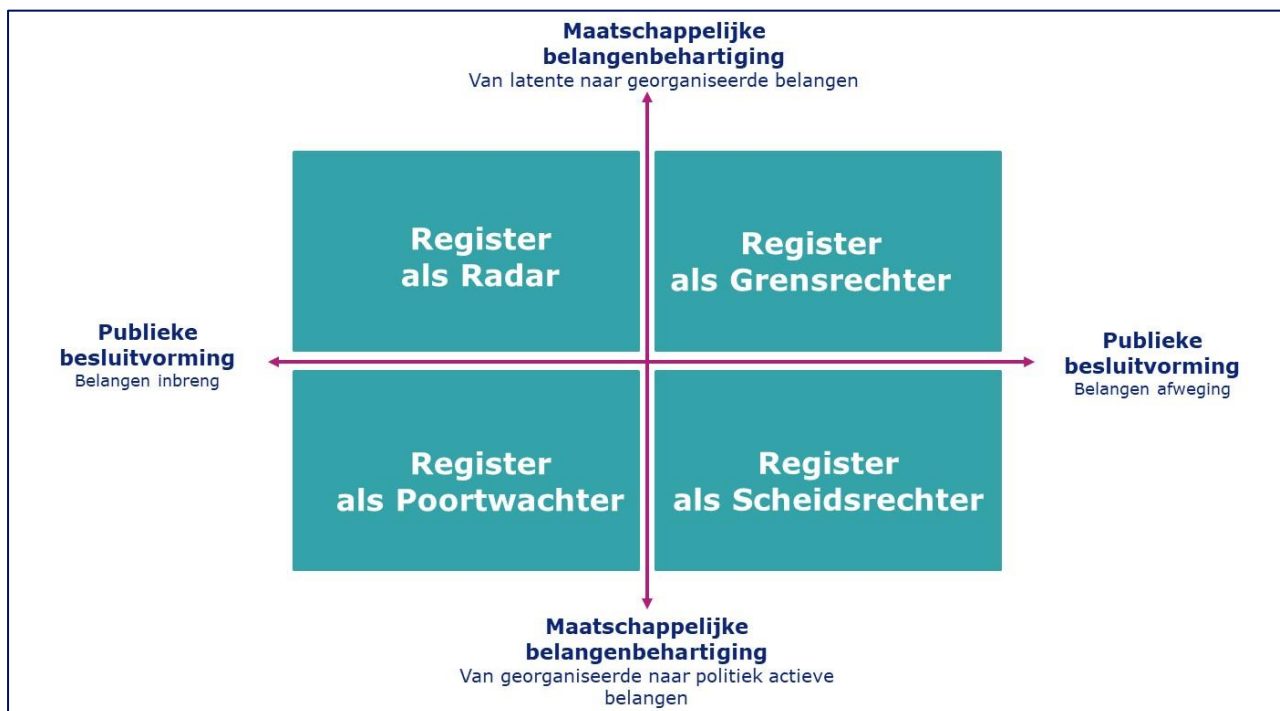 Maatschappelijke
belangenbehartiging
Van latente naar georganiseerde belangen
Register
als Radar
Register
als Grensrechter
Publieke
besluitvorming
Belangen inbreng
Publieke
besluitvorming
Belangen afweging
Register
als Poortwachter
Register
als Scheidsrechter
Maatschappelijke
belangenbehartiging
Van georganiseerde naar politiek actieve
belangen